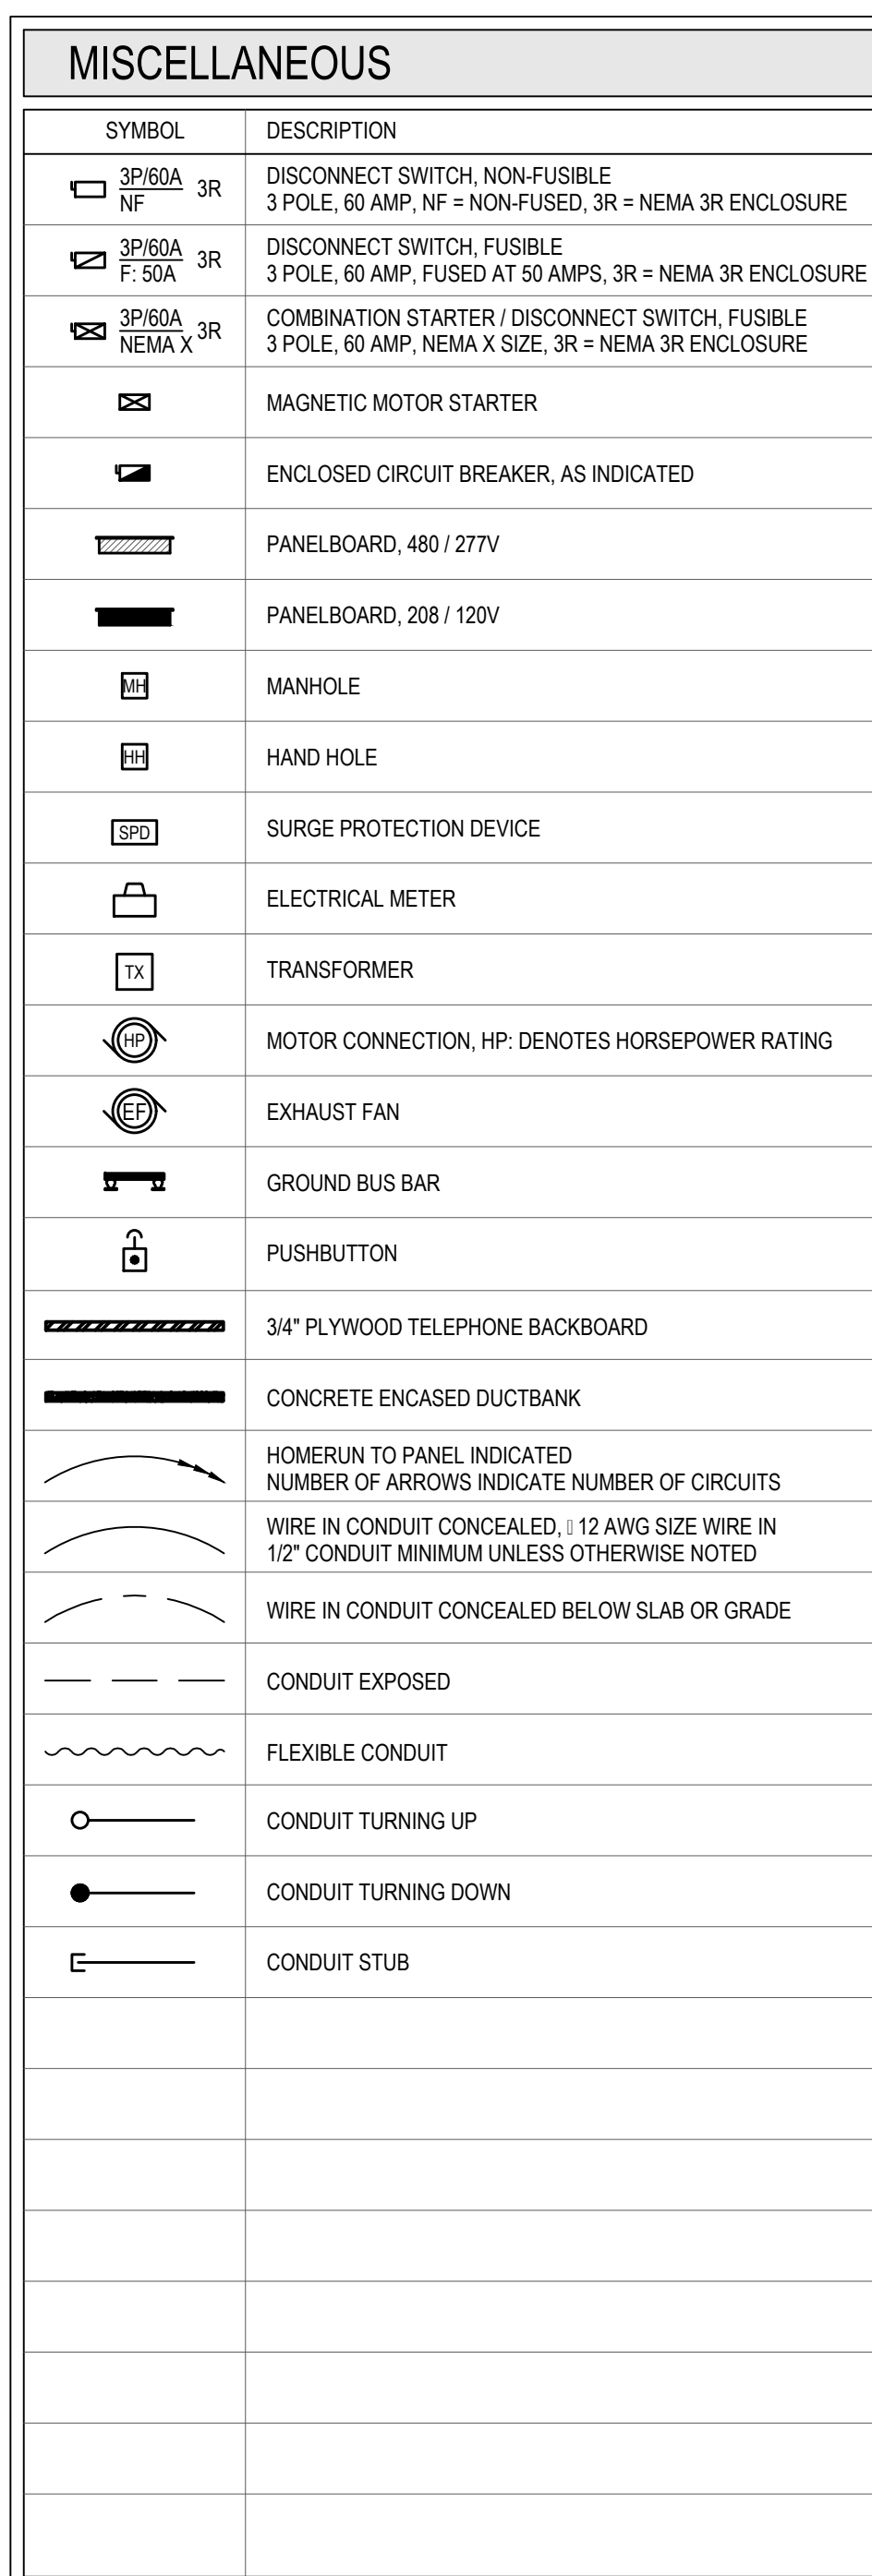 MISCELLANEOUS
SYMBOL DESCRIPTION
3P/60A
NF
3R
DISCONNECT SWITCH, NON-FUSIBLE
3 POLE, 60 AMP, NF = NON-FUSED, 3R = NEMA 3R ENCLOSURE
3P/60A
F: 50A
3R
DISCONNECT SWITCH, FUSIBLE
3 POLE, 60 AMP, FUSED AT 50 AMPS, 3R = NEMA 3R ENCLOSURE
3P/60A
NEMA X
3R
COMBINATION STARTER / DISCONNECT SWITCH, FUSIBLE
3 POLE, 60 AMP, NEMA X SIZE, 3R = NEMA 3R ENCLOSURE
MAGNETIC MOTOR STARTER
ENCLOSED CIRCUIT BREAKER, AS INDICATED
PANELBOARD, 480 / 277V
PANELBOARD, 208 / 120V
MH MANHOLE
HH HAND HOLE
SPD SURGE PROTECTION DEVICE
ELECTRICAL METER
TX TRANSFORMER
HP MOTOR CONNECTION, HP: DENOTES HORSEPOWER RATING
EF EXHAUST FAN
GROUND BUS BAR
PUSHBUTTON
3/4" PLYWOOD TELEPHONE BACKBOARD
CONCRETE ENCASED DUCTBANK
HOMERUN TO PANEL INDICATED
NUMBER OF ARROWS INDICATE NUMBER OF CIRCUITS
WIRE IN CONDUIT CONCEALED, 12 AWG SIZE WIRE IN
1/2" CONDUIT MINIMUM UNLESS OTHERWISE NOTED
WIRE IN CONDUIT CONCEALED BELOW SLAB OR GRADE
CONDUIT EXPOSED
FLEXIBLE CONDUIT
CONDUIT TURNING UP
CONDUIT TURNING DOWN
CONDUIT STUB